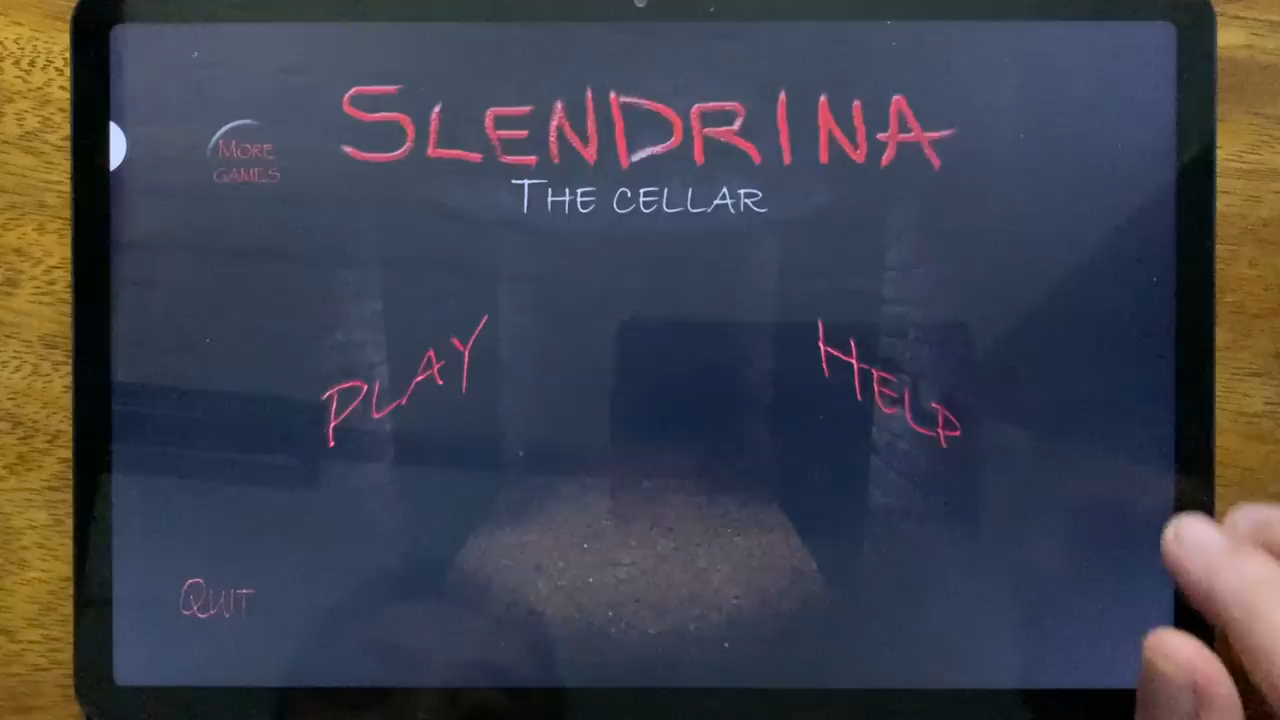 SLENDRINA
THE CELLAR
MORE
GAMES
PLAY
HELP
QUIT